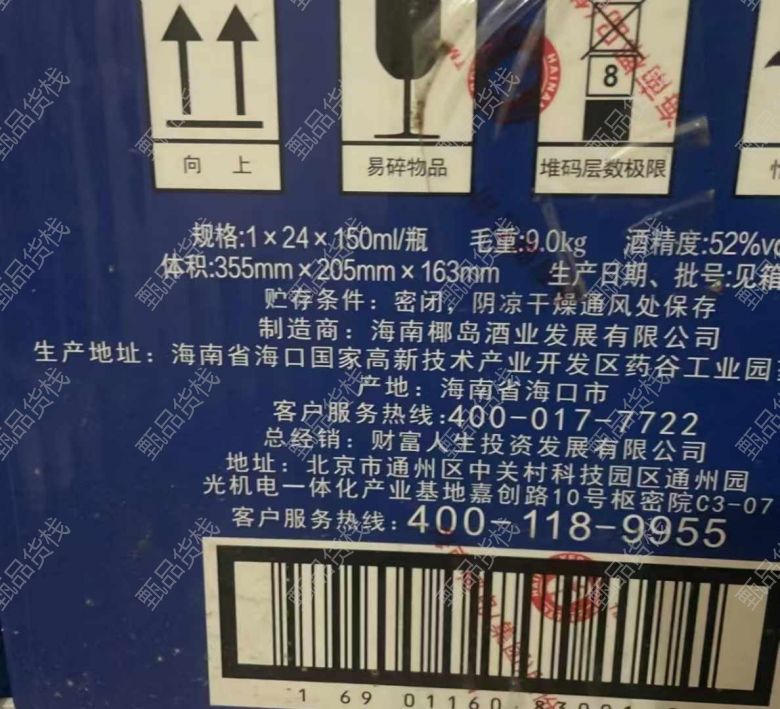 向 上
易碎物品
8
堆码层数极限
规格:1×24×150ml/瓶 毛重:9.0kg 酒精度:52%vo
体积:355mm×205mm×163mm 生产日期、批号:见箱
贮存条件：密闭，阴凉干燥通风处保存
制造商：海南椰岛酒业发展有限公司
生产地址：海南省海口国家高新技术产业开发区药谷工业园
产地：海南省海口市
客户服务热线:400-017-7722
总经销：财富人生投资发展有限公司
地址：北京市通州区中关村科技园区通州园
光机电一体化产业基地嘉创路10号枢密院C3-07
客户服务热线:400-118-9955
1 69 01160
甄品货栈